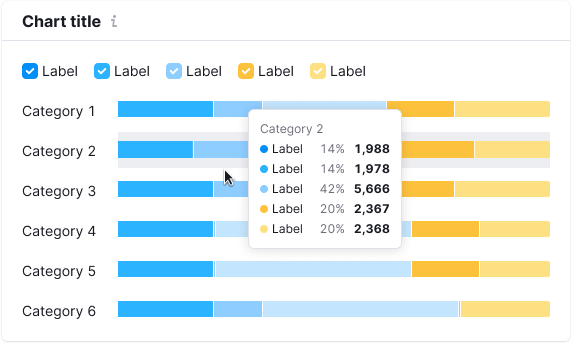 Chart title
Label Label Label Label Label
Category 1
Category 2
Category 3
Category 4
Category 5
Category 6
Category 2
Label 14% 1,988
Label 14% 1,978
Label 42% 5,666
Label 20% 2,367
Label 20% 2,368